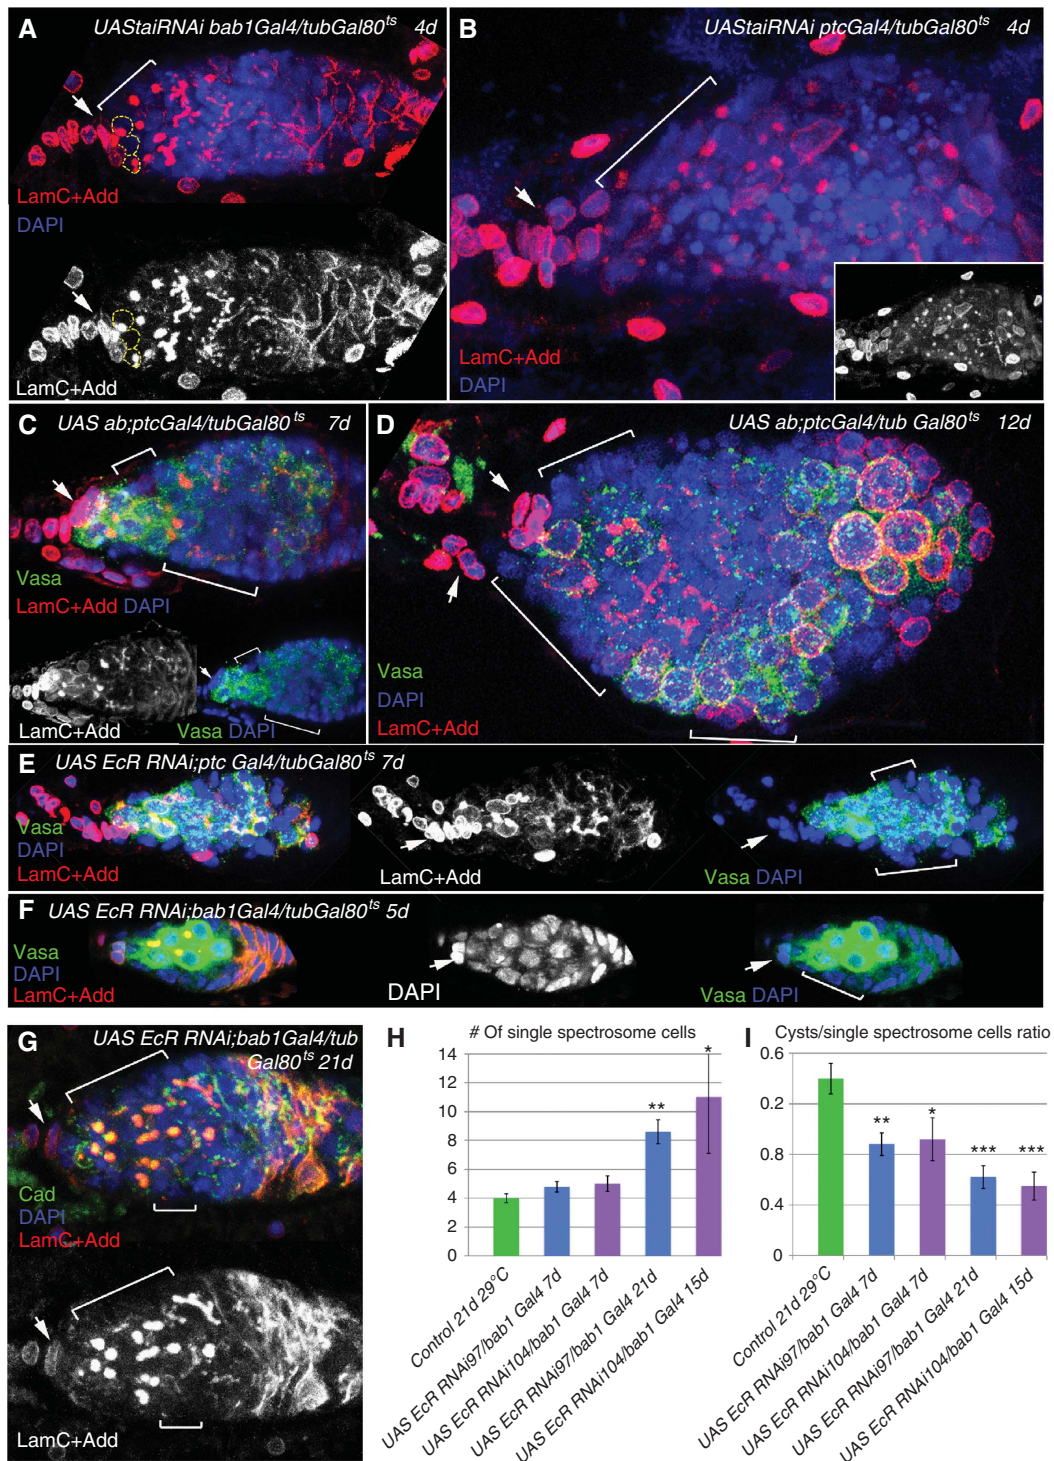 A UAStaiRNAi bab1Gal4/tubGal80ts 4d
LamC+Add
DAPI
LamC+Add
B UAStaiRNAi ptcGal4/tubGal80ts 4d
LamC+Add
DAPI
C UAS ab;ptcGal4/tubGal80ts 7d
Vasa
LamC+Add DAPI
LamC+Add
Vasa DAPI
D UAS ab;ptcGal4/tub Gal80ts 12d
Vasa
DAPI
LamC+Add
E UAS EcR RNAi;ptc Gal4/tubGal80ts 7d
Vasa
DAPI
LamC+Add
LamC+Add
Vasa DAPI
F UAS EcR RNAi;bab1Gal4/tubGal80ts 5d
Vasa
DAPI
LamC+Add
DAPI
Vasa DAPI
G UAS EcR RNAi;bab1Gal4/tub
Gal80ts 21d
Cad
DAPI
LamC+Add
LamC+Add
H # Of single spectrosome cells
14
12
10
8
6
4
2
0
**
*
Control 21d 29°C
UAS EcR RNAi97/bab1 Gal4 7d
UAS EcR RNAi104/bab1 Gal4 7d
UAS EcR RNAi97/bab1 Gal4 21d
UAS EcR RNAi104/bab1 Gal4 15d
I Cysts/single spectrosome cells ratio
0.6
0.2
0.8
0.4
0
**
*
***
***
Control 21d 29°C
UAS EcR RNAi97/bab1 Gal4 7d
UAS EcR RNAi104/bab1 Gal4 7d
UAS EcR RNAi97/bab1 Gal4 21d
UAS EcR RNAi104/bab1 Gal4 15d